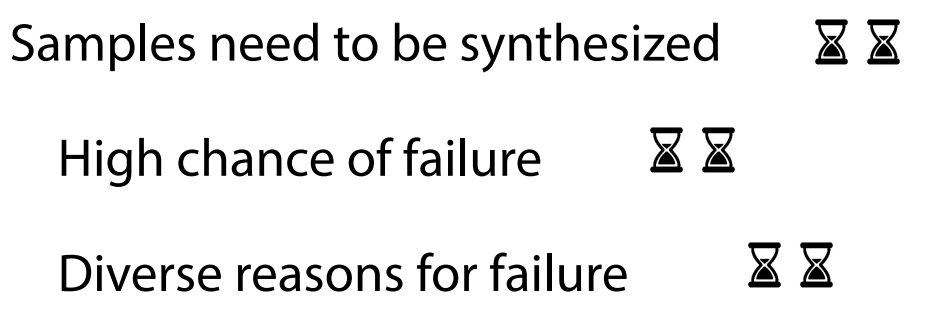 Samples need to be synthesized
High chance of failure
Diverse reasons for failure